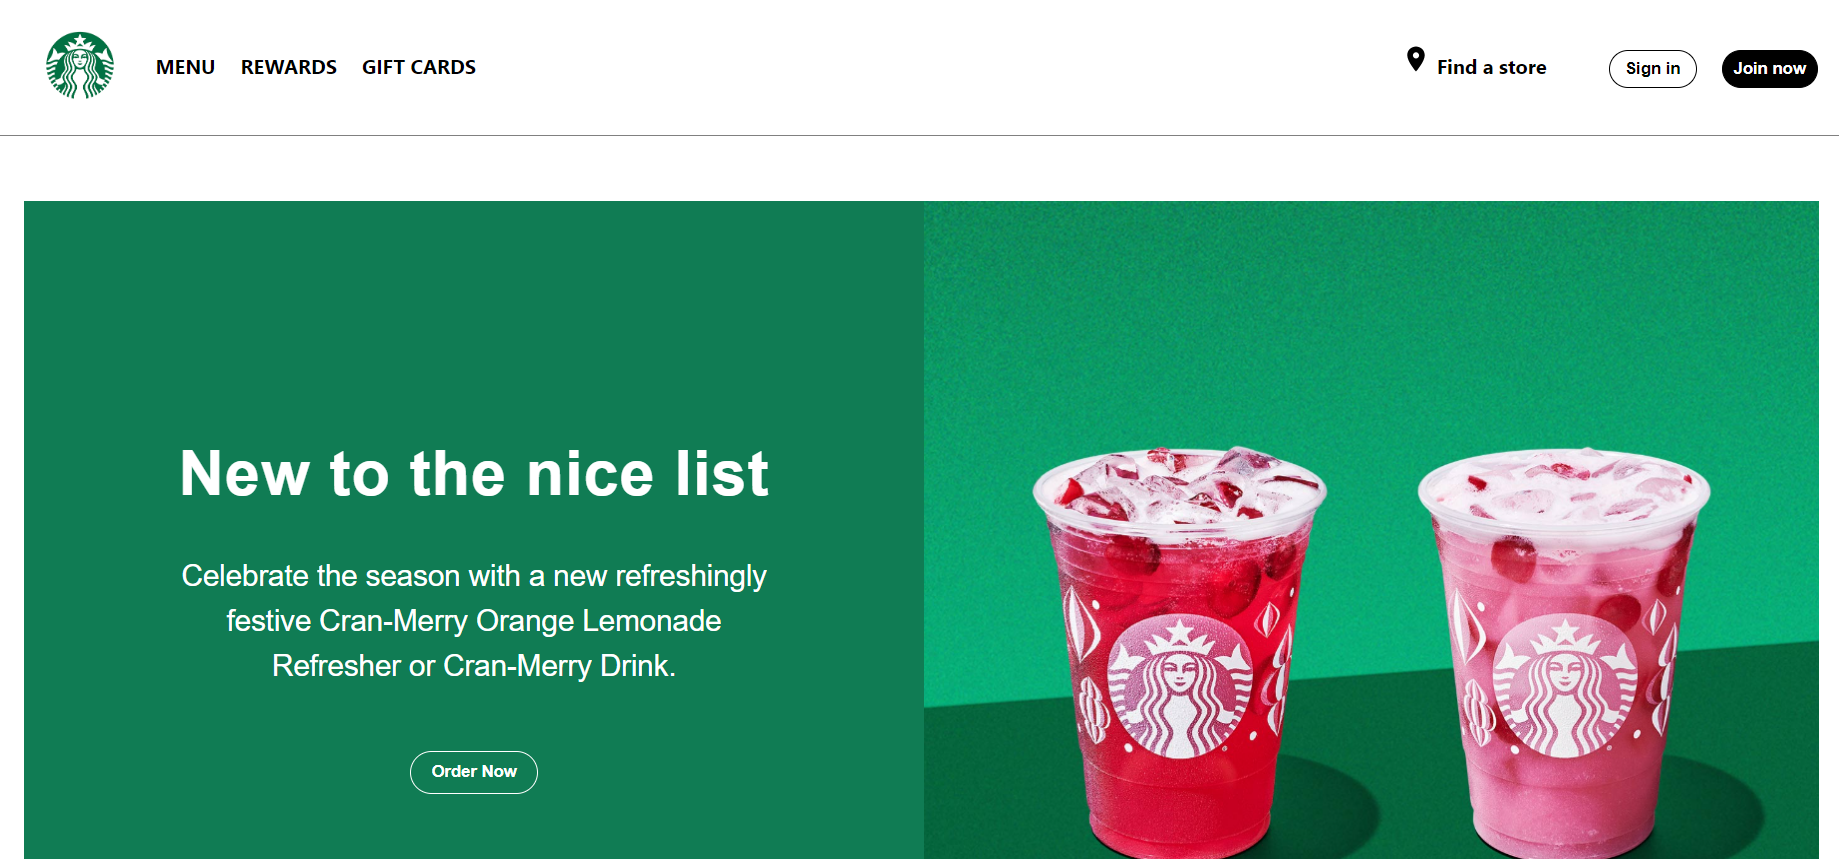 MENU REWARDS GIFT CARDS Find a store Sign in Join now
New to the nice list
Celebrate the season with a new refreshingly
festive Cran-Merry Orange Lemonade
Refresher or Cran-Merry Drink.
Order Now